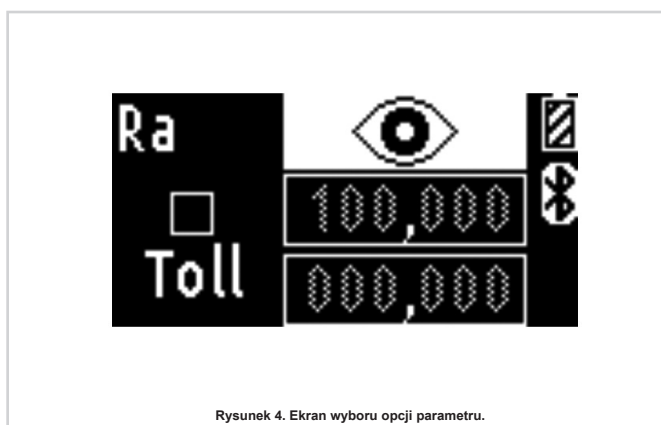 Ra
100,000
Toll
000,000
Rysunek 4. Ekran wyboru opcji parametru.